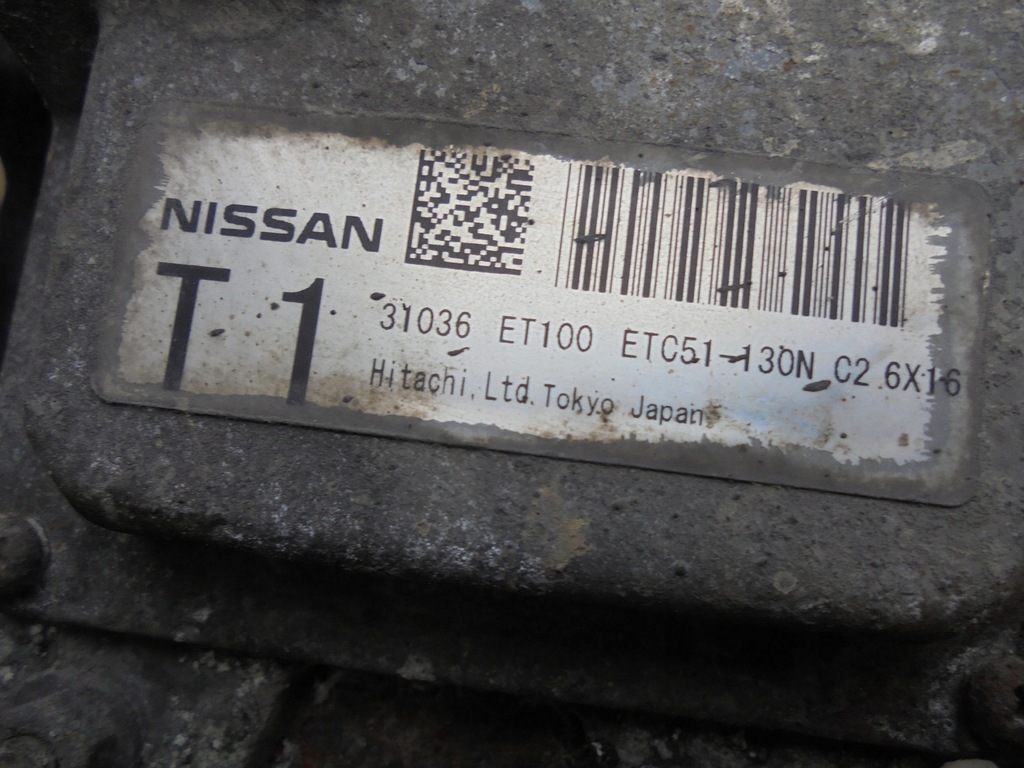 NISSAN
T1
31036 ET100 ETC51-130N C2 6X16
Hitachi, Ltd. Tokyo Japan